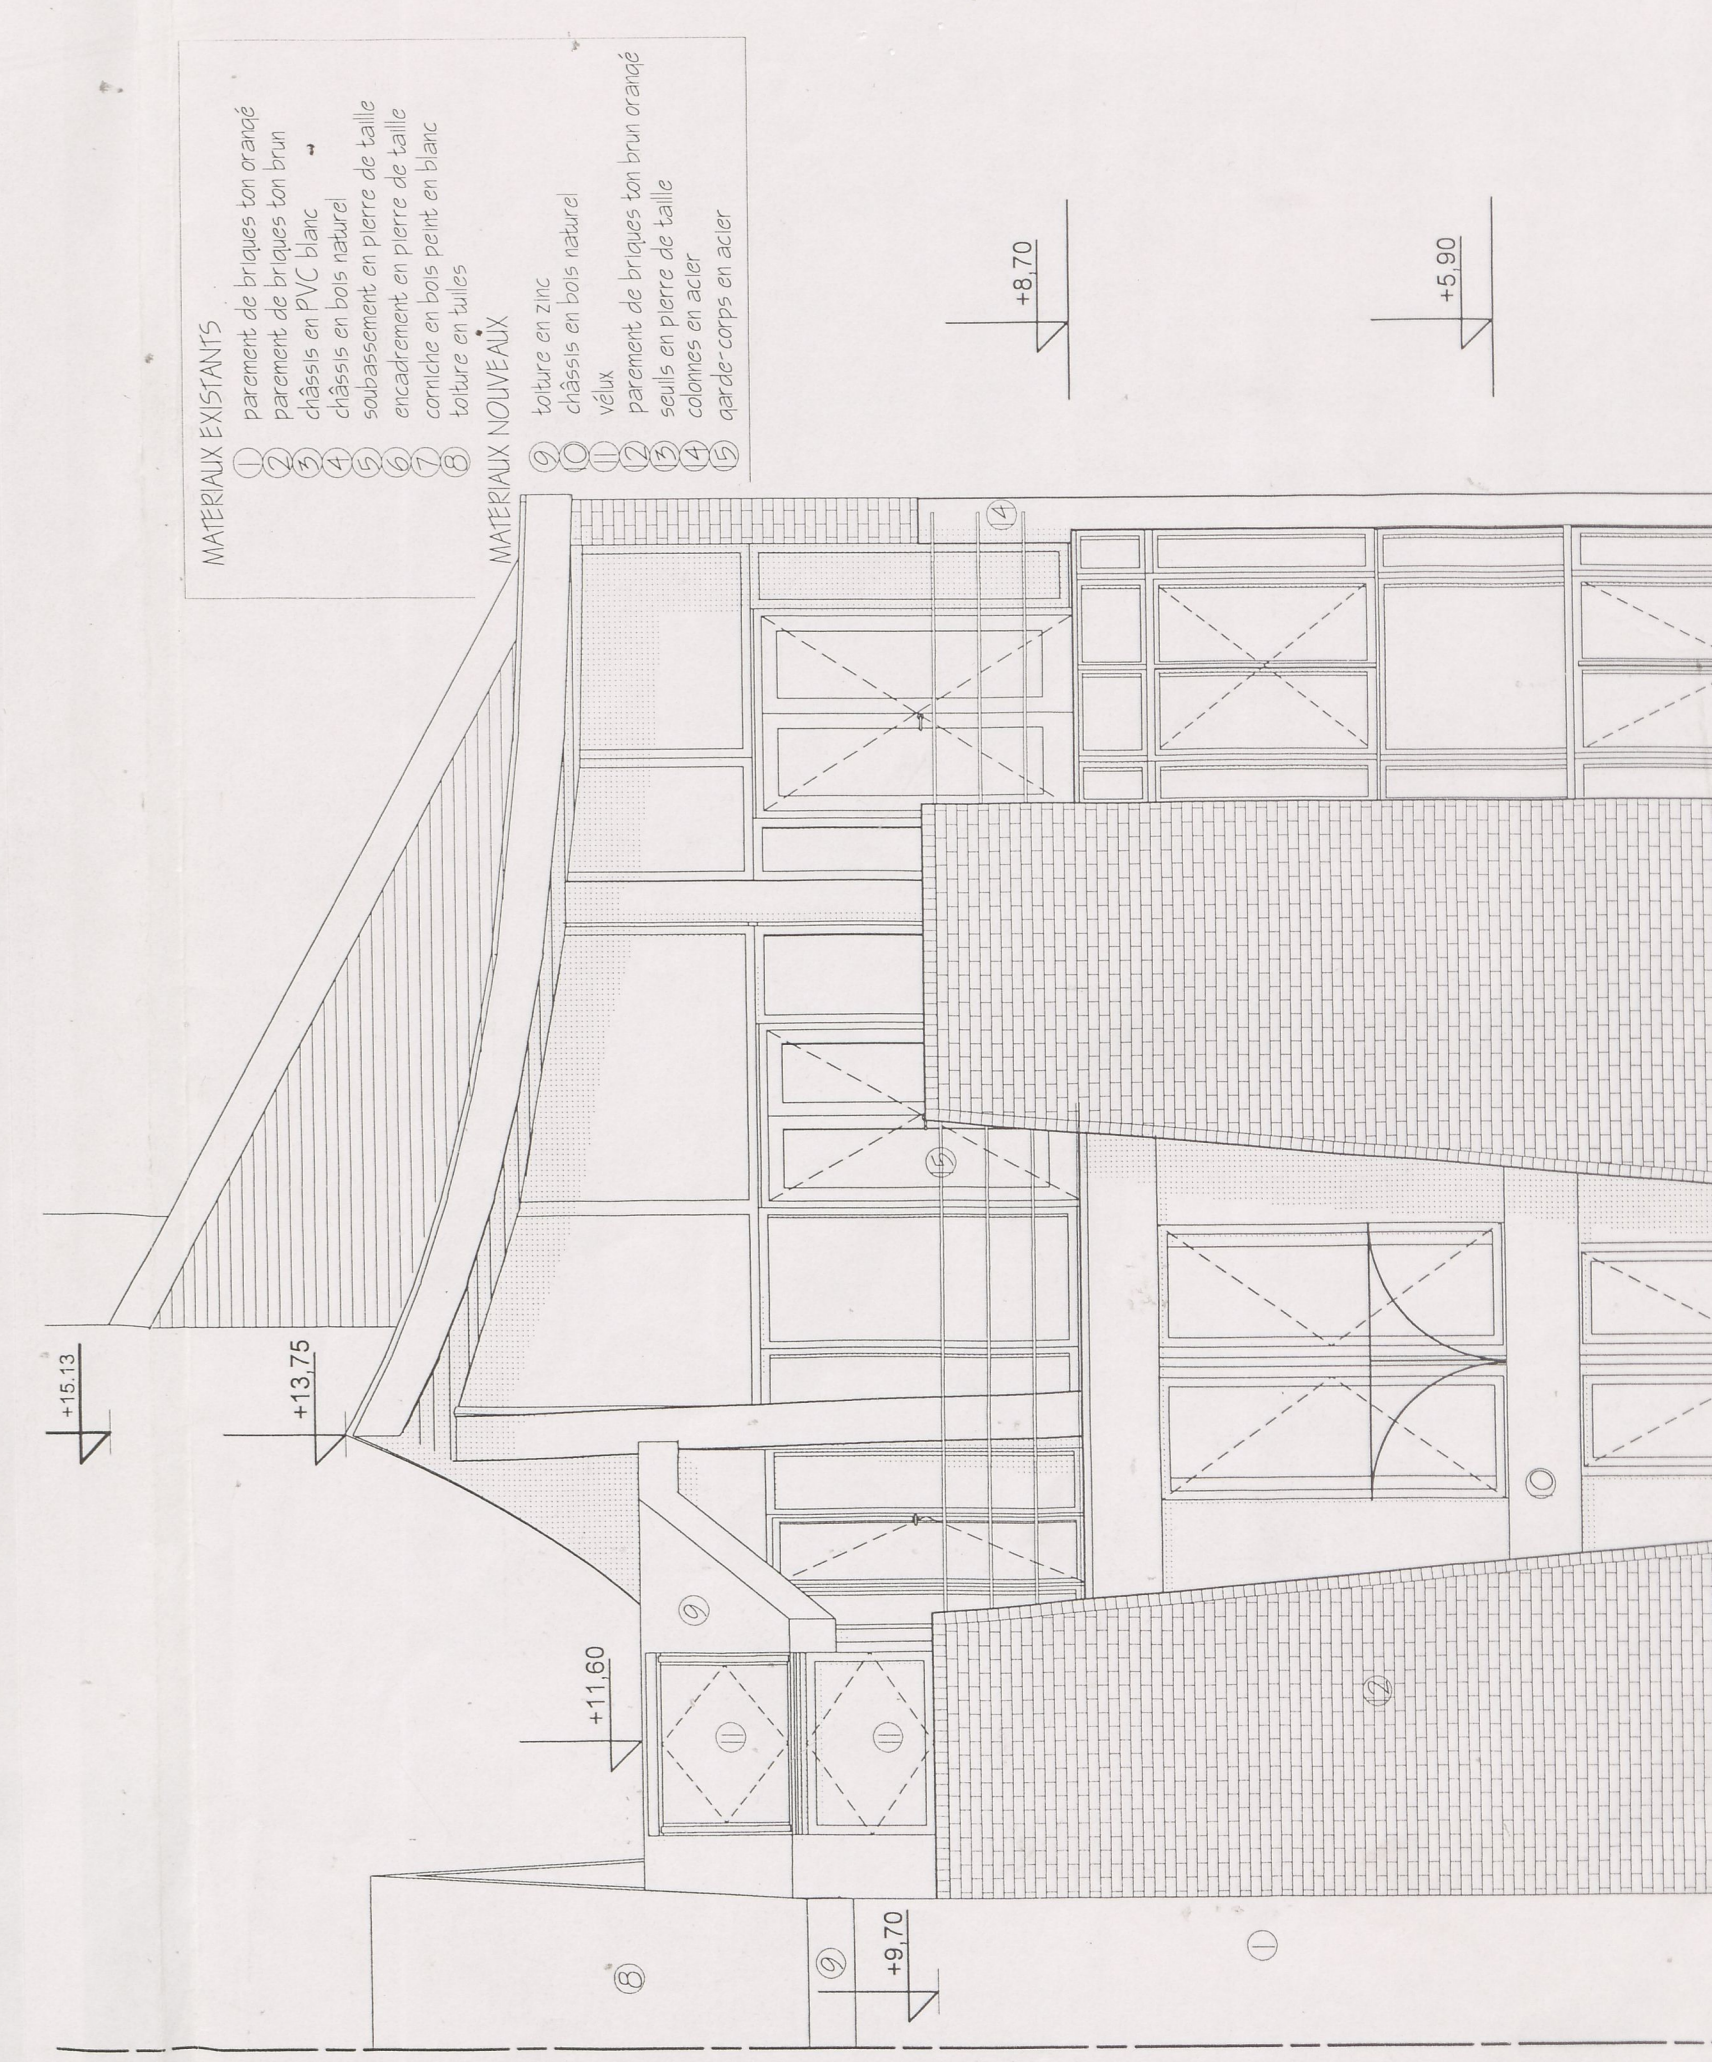 MATERIAUX EXISTANTS
1 parement de briques ton orangé
2 parement de briques ton brun
3 châssis en PVC blanc
4 châssis en bois naturel
5 soubassement en pierre de taille
6 encadrement en pierre de taille
7 corniche en bois peint en blanc
8 toiture en tuiles
MATERIAUX NOUVEAUX
9 toiture en zinc
10 châssis en bois naturel
11 vélux
12 parement de briques ton brun orangé
13 seuils en pierre de taille
14 colonnes en acier
15 garde-corps en acier
+15.13
+13,75
+11,60
+9,70
+8,70
+5,90
4
15
10
9
11
11
12
8
9
1